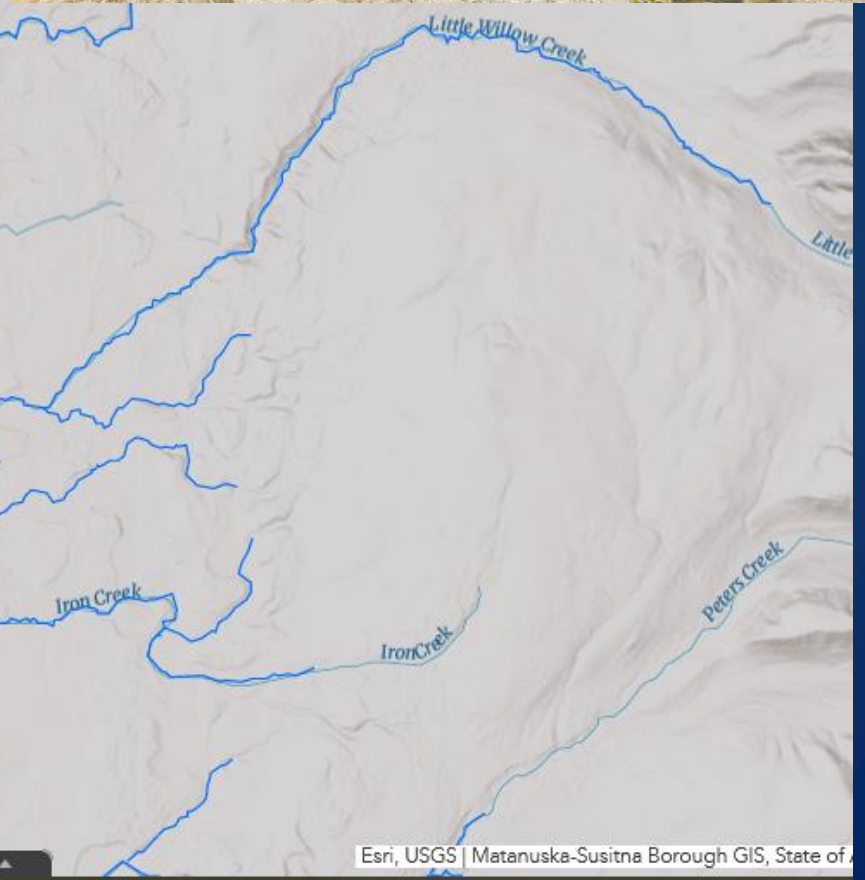 Little Willow Creek
Little
Peters Creek
Iron Creek
IronCreek
Esri, USGS | Matanuska-Susitna Borough GIS, State of